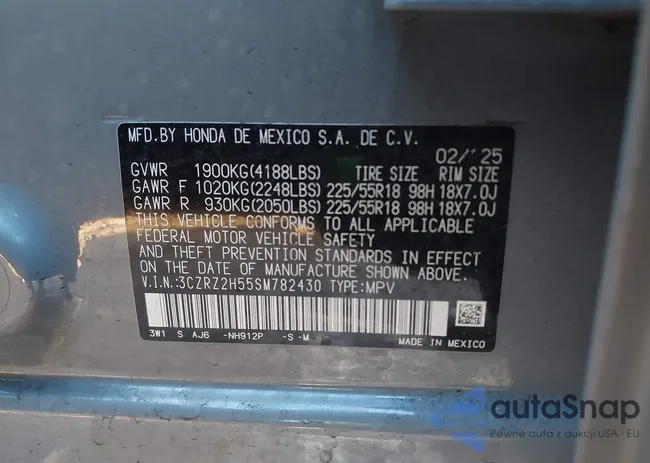 MFD.BY HONDA DE MEXICO S.A. DE C.V.
02/'25
GVWR 1900KG(4188LBS) TIRE SIZE RIM SIZE
GAWR F 1020KG(2248LBS) 225/55R18 98H 18X7.0J
GAWR R 930KG(2050LBS) 225/55R18 98H 18X7.0J
THIS VEHICLE CONFORMS TO ALL APPLICABLE
FEDERAL MOTOR VEHICLE SAFETY
AND THEFT PREVENTION STANDARDS IN EFFECT
ON THE DATE OF MANUFACTURE SHOWN ABOVE.
V.I.N.:3CZRZ2H55SM782430 TYPE:MPV
3W1 S AJ6 -NH912P -S -M
MADE IN MEXICO
autaSnap
Pewne auta z aukcji USA i EU